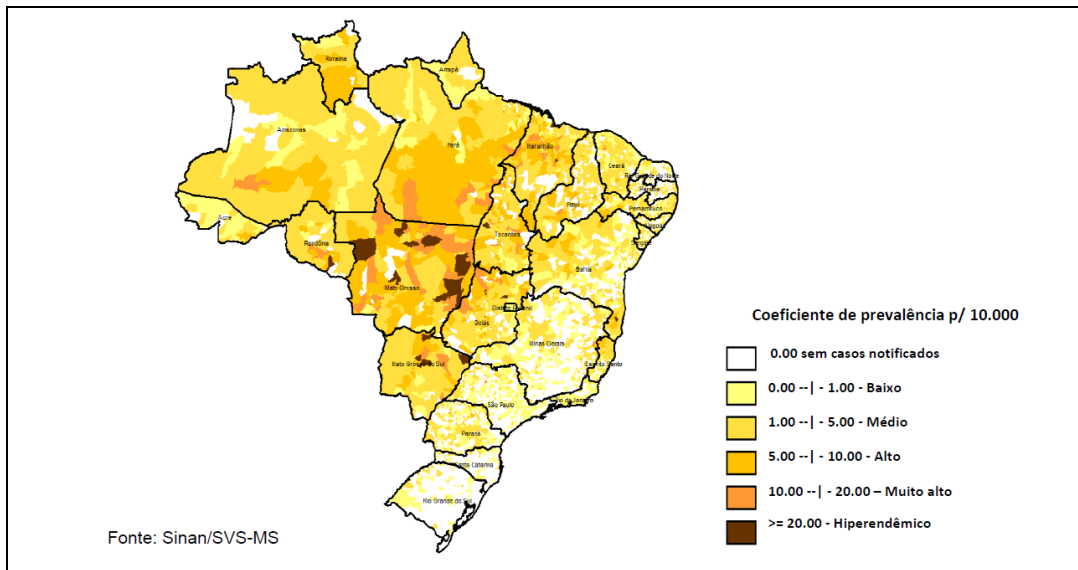 Roraima
Amapá
Amazonas
Pará
Maranhão
Ceará
Rio Grande do Norte
Paraíba
Piauí
Pernambuco
Acre
Alagoas
Sergipe
Rondônia
Tocantins
Bahia
Mato Grosso
Distrito Federal
Goiás
Minas Gerais
Mato Grosso do Sul
Espírito Santo
São Paulo
Rio de Janeiro
Paraná
Santa Catarina
Rio Grande do Sul
Coeficiente de prevalência p/ 10.000
0.00 sem casos notificados
0.00 --| - 1.00 - Baixo
1.00 --| - 5.00 - Médio
5.00 --| - 10.00 - Alto
10.00 --| - 20.00 – Muito alto
>= 20.00 - Hiperendêmico
Fonte: Sinan/SVS-MS